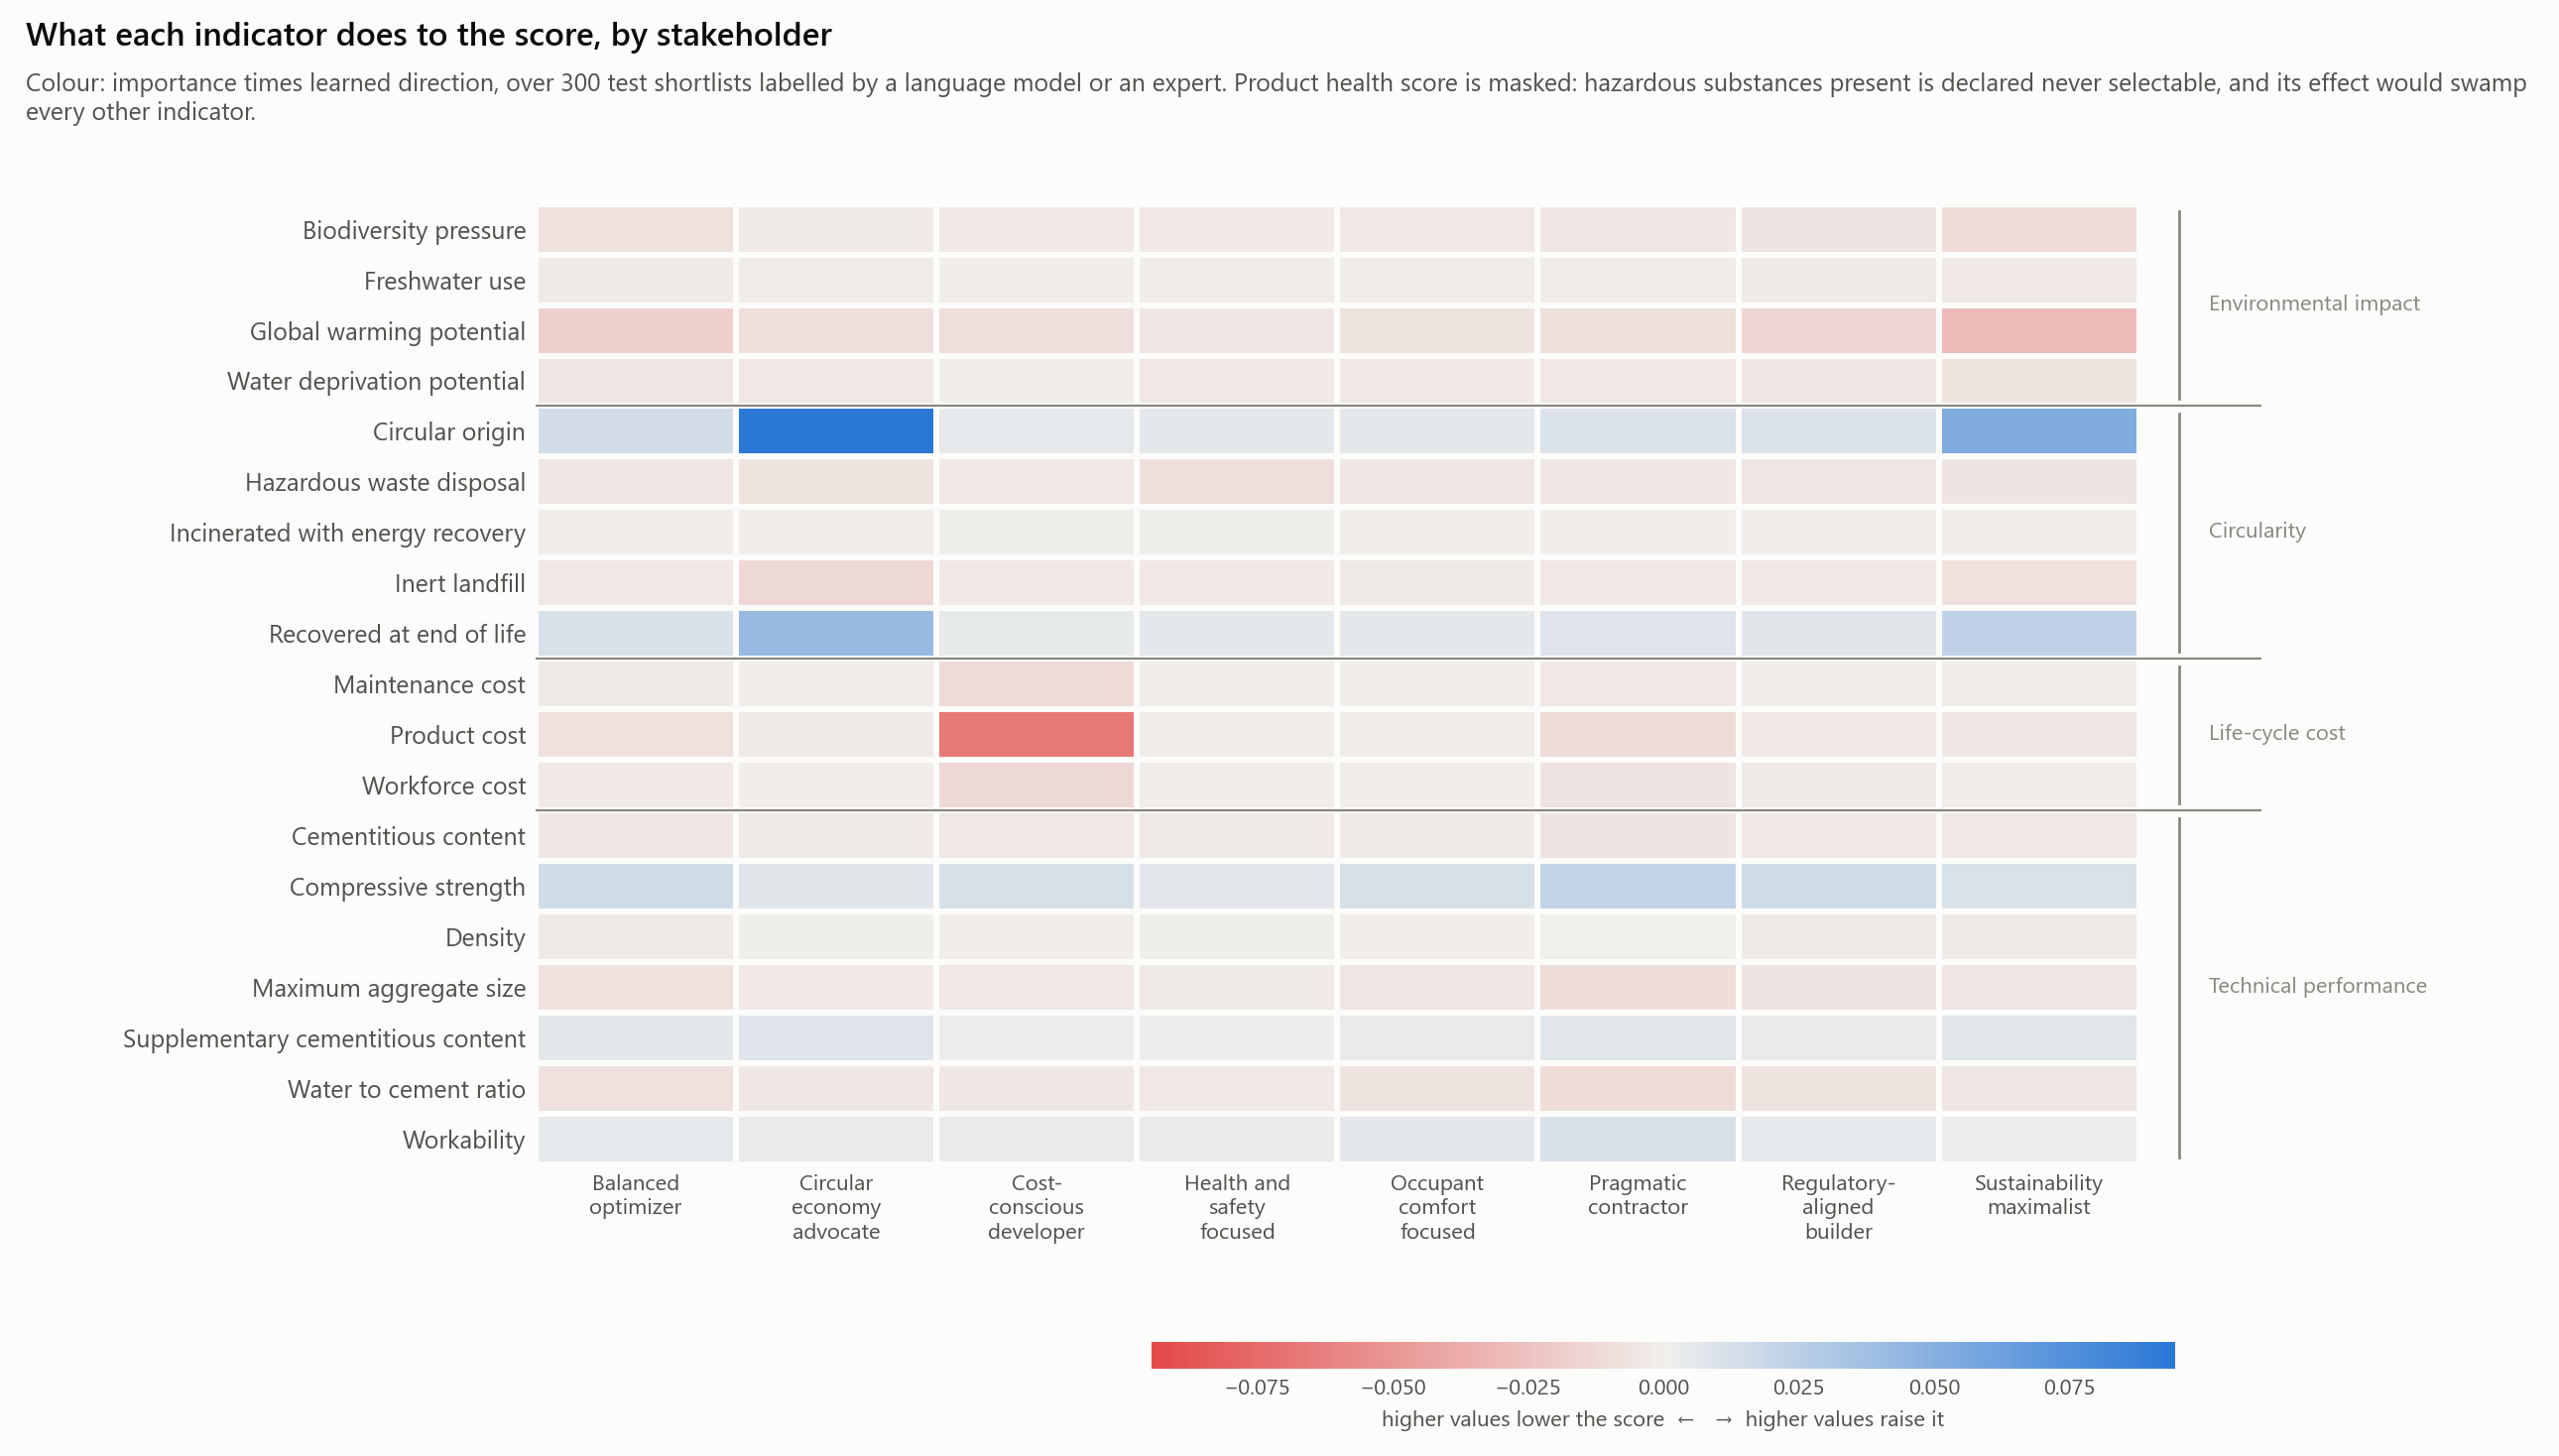 What each indicator does to the score, by stakeholder
Colour: importance times learned direction, over 300 test shortlists labelled by a language model or an expert. Product health score is masked: hazardous substances present is declared never selectable, and its effect would swamp
every other indicator.
Biodiversity pressure
Freshwater use
Global warming potential
Water deprivation potential
Environmental impact
Circular origin
Hazardous waste disposal
Incinerated with energy recovery
Inert landfill
Recovered at end of life
Circularity
Maintenance cost
Product cost
Workforce cost
Life-cycle cost
Cementitious content
Compressive strength
Density
Maximum aggregate size
Supplementary cementitious content
Water to cement ratio
Workability
Technical performance
Balanced
optimizer
Circular
economy
advocate
Cost-
conscious
developer
Health and
safety
focused
Occupant
comfort
focused
Pragmatic
contractor
Regulatory-
aligned
builder
Sustainability
maximalist
−0.075 −0.050 −0.025 0.000 0.025 0.050 0.075
higher values lower the score ← → higher values raise it